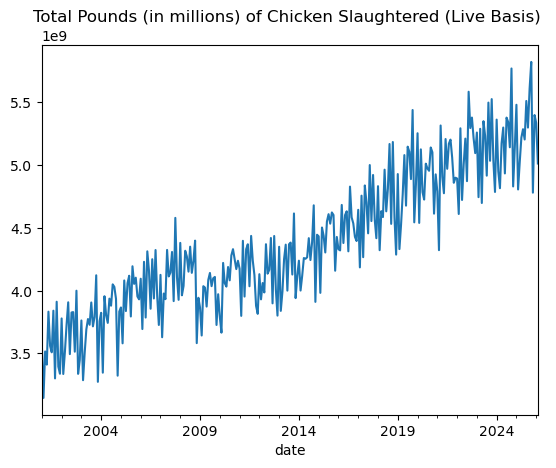 Total Pounds (in millions) of Chicken Slaughtered (Live Basis)
1e9
5.5
5.0
4.5
4.0
3.5
2004 2009 2014 2019 2024
date